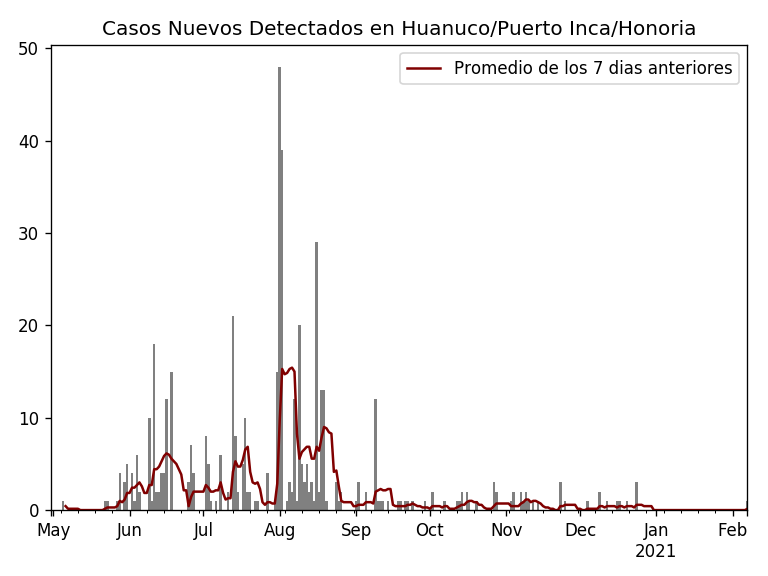 Casos Nuevos Detectados en Huanuco/Puerto Inca/Honoria
Promedio de los 7 dias anteriores
50
40
30
20
10
0
May Jun Jul Aug Sep Oct Nov Dec Jan Feb
2021